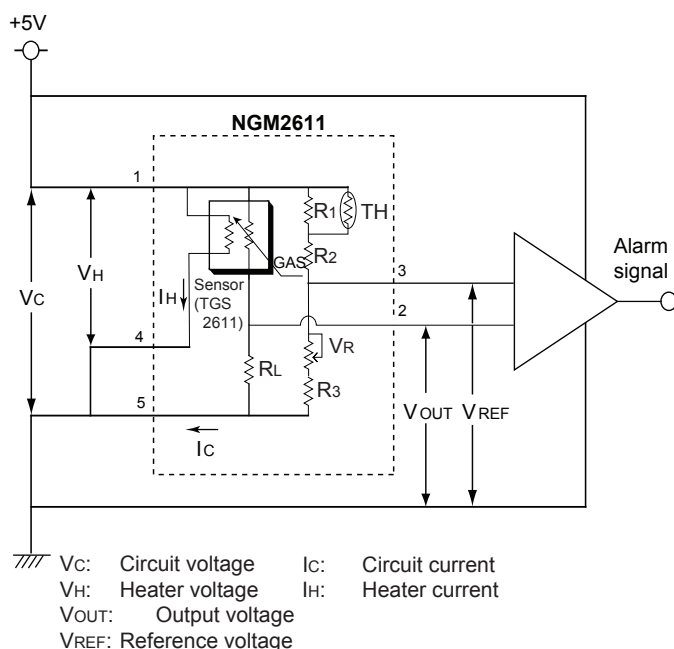 +5V
NGM2611
1
R1
TH
R2
GAS
Sensor
(TGS
2611)
VH
IH
VC
3
2
Alarm
signal
4
VR
RL
R3
5
IC
VOUT
VREF
VC: Circuit voltage IC: Circuit current
VH: Heater voltage IH: Heater current
VOUT: Output voltage
VREF: Reference voltage